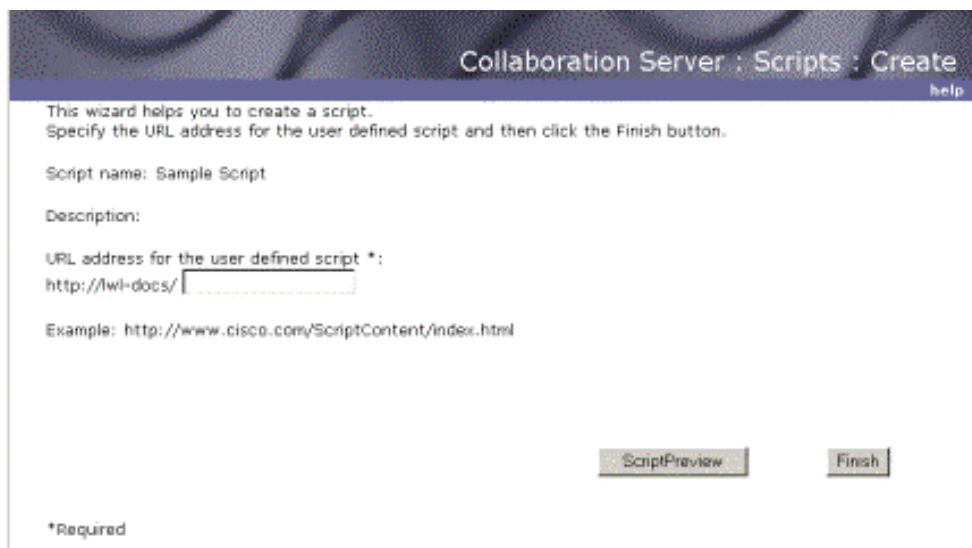 Collaboration Server : Scripts : Create
help
This wizard helps you to create a script.
Specify the URL address for the user defined script and then click the Finish button.
Script name: Sample Script
Description:
URL address for the user defined script *:
http://lwl-docs/
Example: http://www.cisco.com/ScriptContent/index.html
ScriptPreview Finish
*Required